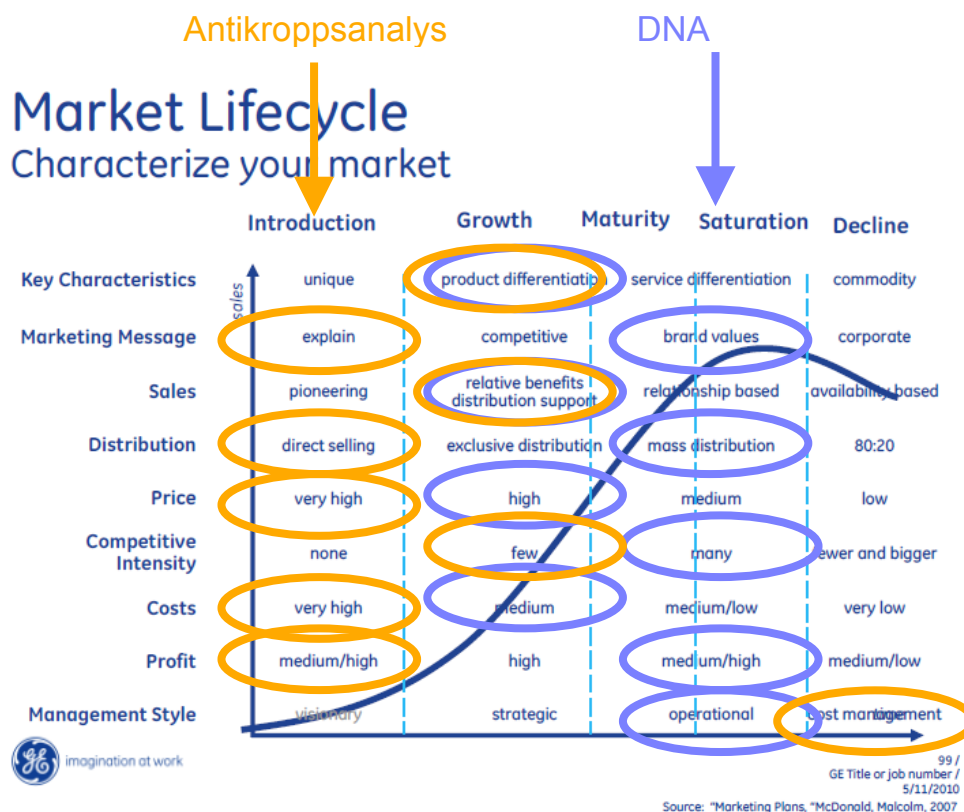 Antikroppsanalys DNA
Market Lifecycle
Characterize your market
Introduction Growth Maturity Saturation Decline
Key Characteristics unique product differentiation service differentiation commodity
sales
Marketing Message explain competitive brand values corporate
Sales pioneering relative benefits distribution support relationship based availability based
Distribution direct selling exclusive distribution mass distribution 80:20
Price very high high medium low
Competitive Intensity none few many fewer and bigger
Costs very high medium medium/low very low
Profit medium/high high medium/high medium/low
Management Style visionary strategic operational cost management
GE imagination at work
99 /
GE Title or job number /
5/11/2010
Source: "Marketing Plans, "McDonald, Malcolm, 2007